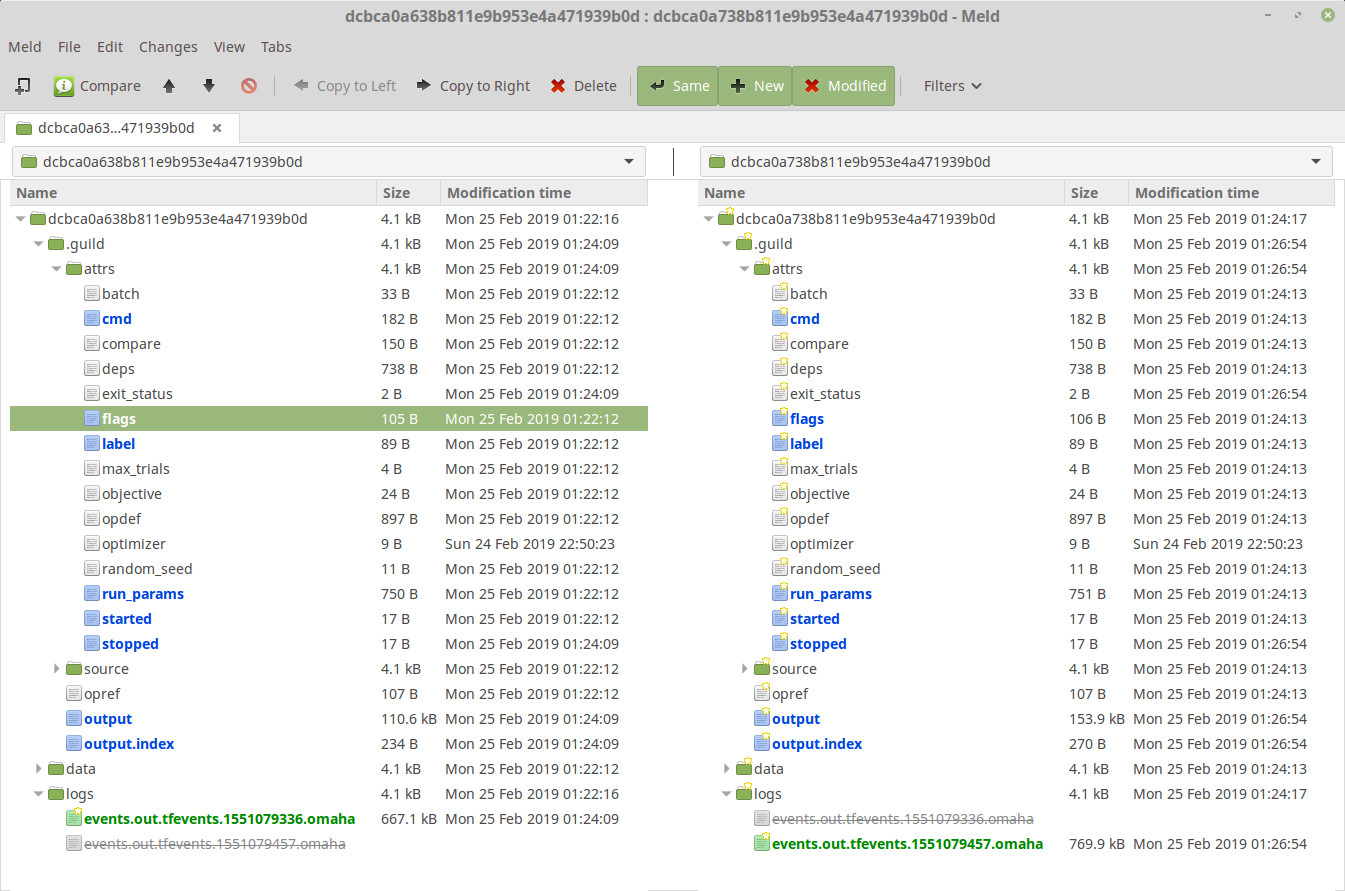 dcbca0a638b811e9b953e4a471939b0d : dcbca0a738b811e9b953e4a471939b0d - Meld
Meld File Edit Changes View Tabs
Compare Copy to Left Copy to Right Delete Same New Modified Filters
dcbca0a63...471939b0d
dcbca0a638b811e9b953e4a471939b0d dcbca0a738b811e9b953e4a471939b0d
Name Size Modification time Name Size Modification time
dcbca0a638b811e9b953e4a471939b0d 4.1 kB Mon 25 Feb 2019 01:22:16 dcbca0a738b811e9b953e4a471939b0d 4.1 kB Mon 25 Feb 2019 01:24:17
.guild 4.1 kB Mon 25 Feb 2019 01:24:09 .guild 4.1 kB Mon 25 Feb 2019 01:26:54
attrs 4.1 kB Mon 25 Feb 2019 01:24:09 attrs 4.1 kB Mon 25 Feb 2019 01:26:54
batch 33 B Mon 25 Feb 2019 01:22:12 batch 33 B Mon 25 Feb 2019 01:24:13
cmd 182 B Mon 25 Feb 2019 01:22:12 cmd 182 B Mon 25 Feb 2019 01:24:13
compare 150 B Mon 25 Feb 2019 01:22:12 compare 150 B Mon 25 Feb 2019 01:24:13
deps 738 B Mon 25 Feb 2019 01:22:12 deps 738 B Mon 25 Feb 2019 01:24:13
exit_status 2 B Mon 25 Feb 2019 01:24:09 exit_status 2 B Mon 25 Feb 2019 01:26:54
flags 105 B Mon 25 Feb 2019 01:22:12 flags 106 B Mon 25 Feb 2019 01:24:13
label 89 B Mon 25 Feb 2019 01:22:12 label 89 B Mon 25 Feb 2019 01:24:13
max_trials 4 B Mon 25 Feb 2019 01:22:12 max_trials 4 B Mon 25 Feb 2019 01:24:13
objective 24 B Mon 25 Feb 2019 01:22:12 objective 24 B Mon 25 Feb 2019 01:24:13
opdef 897 B Mon 25 Feb 2019 01:22:12 opdef 897 B Mon 25 Feb 2019 01:24:13
optimizer 9 B Sun 24 Feb 2019 22:50:23 optimizer 9 B Sun 24 Feb 2019 22:50:23
random_seed 11 B Mon 25 Feb 2019 01:22:12 random_seed 11 B Mon 25 Feb 2019 01:24:13
run_params 750 B Mon 25 Feb 2019 01:22:12 run_params 751 B Mon 25 Feb 2019 01:24:13
started 17 B Mon 25 Feb 2019 01:22:12 started 17 B Mon 25 Feb 2019 01:24:13
stopped 17 B Mon 25 Feb 2019 01:24:09 stopped 17 B Mon 25 Feb 2019 01:26:54
source 4.1 kB Mon 25 Feb 2019 01:22:12 source 4.1 kB Mon 25 Feb 2019 01:24:13
opref 107 B Mon 25 Feb 2019 01:22:12 opref 107 B Mon 25 Feb 2019 01:24:13
output 110.6 kB Mon 25 Feb 2019 01:24:09 output 153.9 kB Mon 25 Feb 2019 01:26:54
output.index 234 B Mon 25 Feb 2019 01:24:09 output.index 270 B Mon 25 Feb 2019 01:26:54
data 4.1 kB Mon 25 Feb 2019 01:22:12 data 4.1 kB Mon 25 Feb 2019 01:24:13
logs 4.1 kB Mon 25 Feb 2019 01:22:16 logs 4.1 kB Mon 25 Feb 2019 01:24:17
events.out.tfevents.1551079336.omaha 667.1 kB Mon 25 Feb 2019 01:24:09 events.out.tfevents.1551079336.omaha
events.out.tfevents.1551079457.omaha events.out.tfevents.1551079457.omaha 769.9 kB Mon 25 Feb 2019 01:26:54